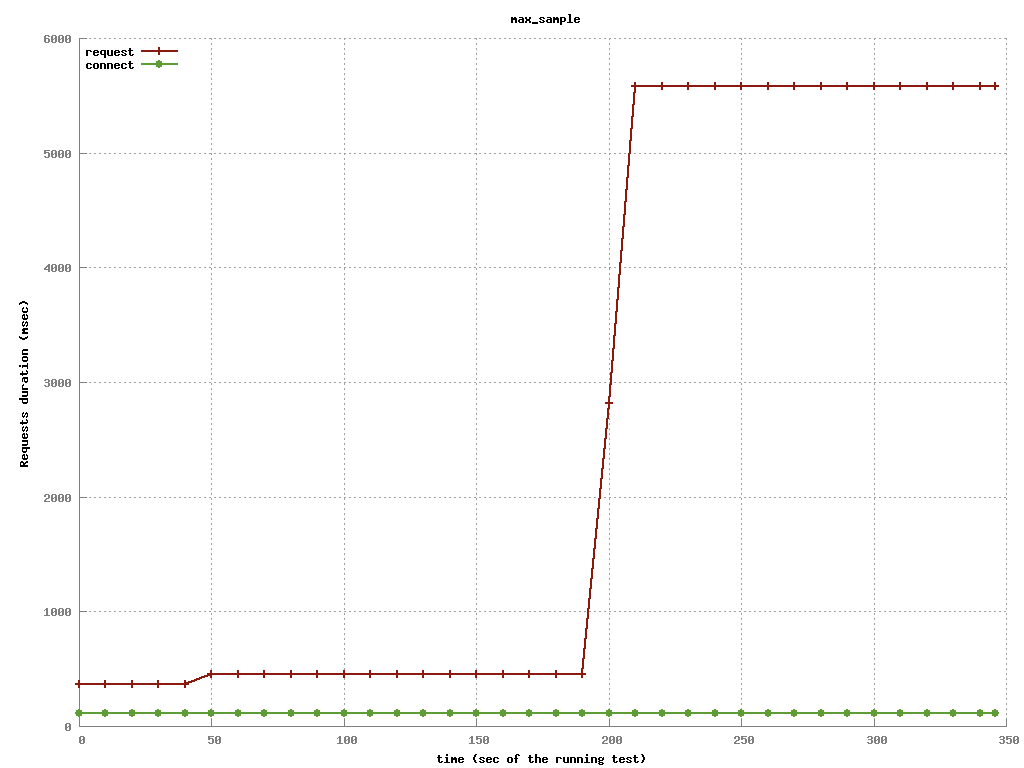 max_sample
6000
request
connect
5000
4000
3000
2000
1000
0
Requests duration (msec)
0 50 100 150 200 250 300 350
time (sec of the running test)